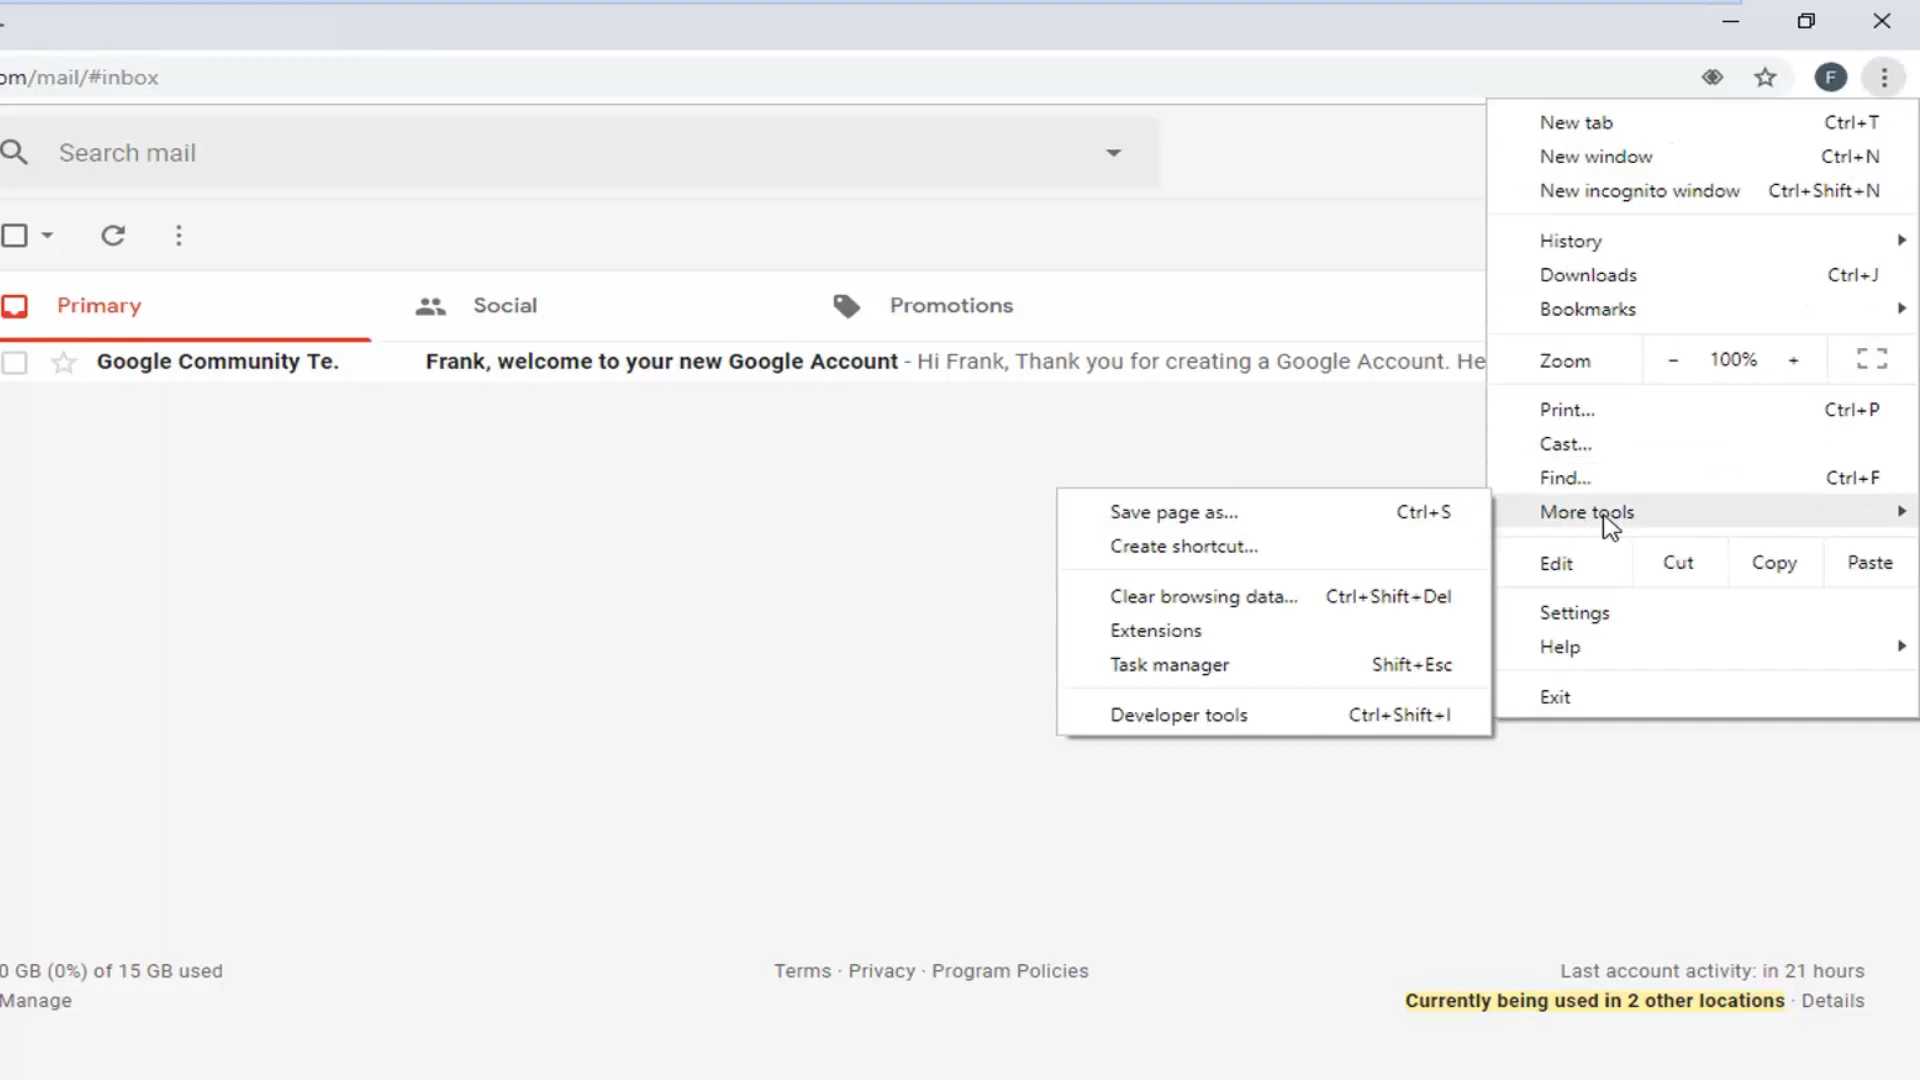 om/mail/#inbox
F
Search mail
Primary
Social
Promotions
Google Community Te.
Frank, welcome to your new Google Account - Hi Frank, Thank you for creating a Google Account. He
New tab Ctrl+T
New window Ctrl+N
New incognito window Ctrl+Shift+N
History
Downloads Ctrl+J
Bookmarks
Zoom - 100% +
Print... Ctrl+P
Cast...
Find... Ctrl+F
More tools
Edit Cut Copy Paste
Settings
Help
Exit
Save page as... Ctrl+S
Create shortcut...
Clear browsing data... Ctrl+Shift+Del
Extensions
Task manager Shift+Esc
Developer tools Ctrl+Shift+I
0 GB (0%) of 15 GB used
Manage
Terms · Privacy · Program Policies
Last account activity: in 21 hours
Currently being used in 2 other locations · Details